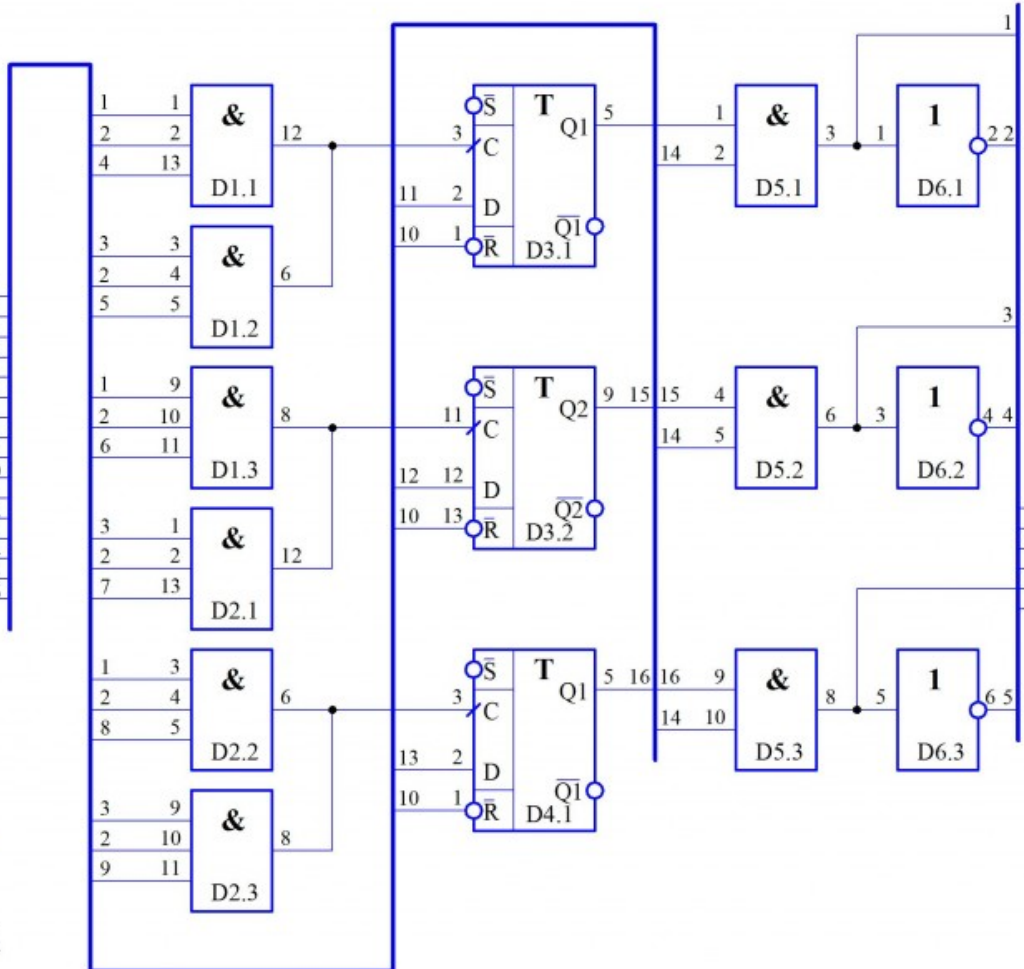 1
1 1 & 12 3 S̅ T Q1 5 1 & 3 1 1 2 2
2 2 C 14 2
4 13 D1.1 11 2 D D5.1 D6.1
10 1 R̅ Q̅1̅ D3.1
3 3 & 6
2 4
5 5 D1.2
3
1 9 & 8 11 S̅ T Q2 9 15 15 4 & 6 3 1 4 4
2 10 C 14 5
6 11 D1.3 12 12 D D5.2 D6.2
10 13 R̅ Q̅2̅ D3.2
3 1 & 12
2 2
7 13 D2.1
1 3 & 6 3 S̅ T Q1 5 16 16 9 & 8 5 1 6 5
2 4 C 14 10
8 5 D2.2 13 2 D D5.3 D6.3
10 1 R̅ Q̅1̅ D4.1
3 9 & 8
2 10
9 11 D2.3